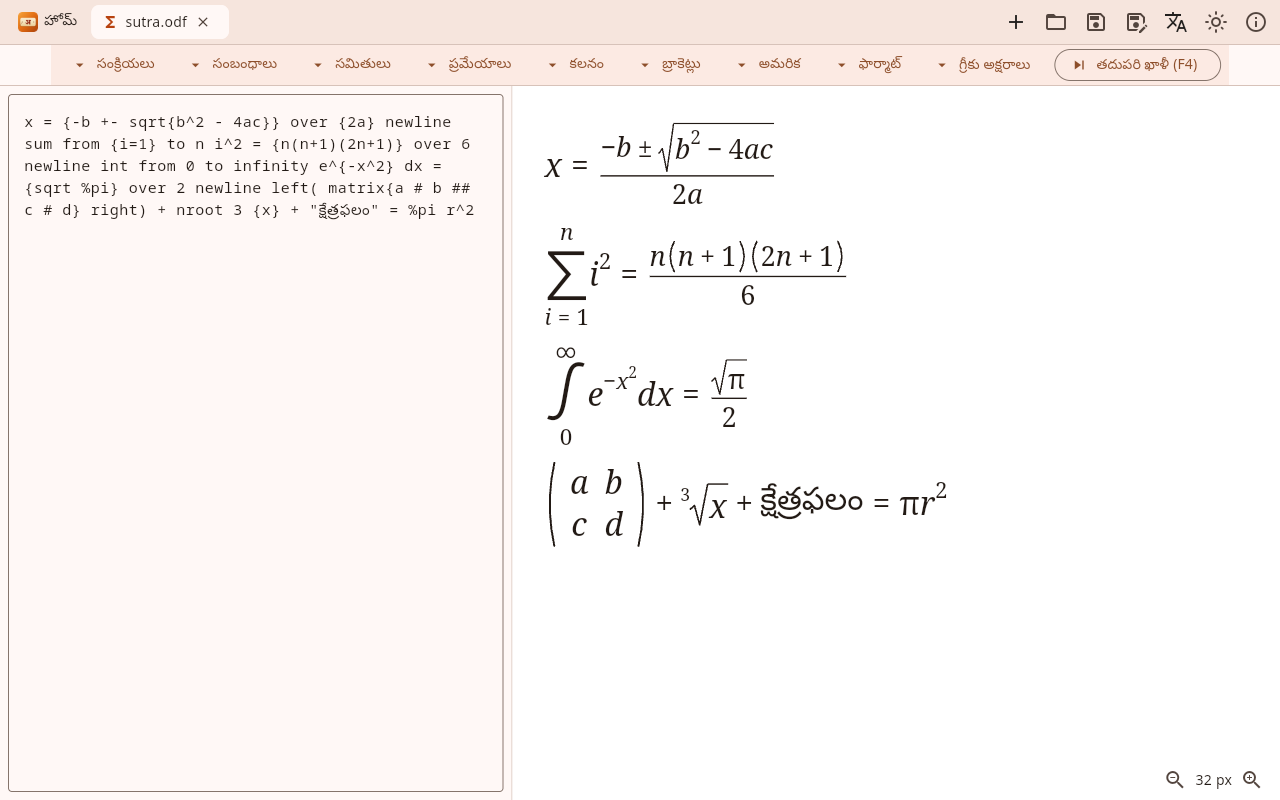 హోమ్ Σ sutra.odf
సంక్రియలు సంబంధాలు సమితులు ప్రమేయాలు కలనం బ్రాకెట్లు అమరిక ఫార్మాట్ గ్రీకు అక్షరాలు తదుపరి ఖాళీ (F4)
x = {-b +- sqrt{b^2 - 4ac}} over {2a} newline
sum from {i=1} to n i^2 = {n(n+1)(2n+1)} over 6
newline int from 0 to infinity e^{-x^2} dx =
{sqrt %pi} over 2 newline left( matrix{a # b ##
c # d} right) + nroot 3 {x} + "క్షేత్రఫలం" = %pi r^2
x = −b ± √b² − 4ac
2a
n
∑ i² = n(n + 1)(2n + 1)
6
i = 1
∞
∫ e^−x² dx = √π
2
0
a b
c d
( ) + ³√x + క్షేత్రఫలం = πr²
32 px